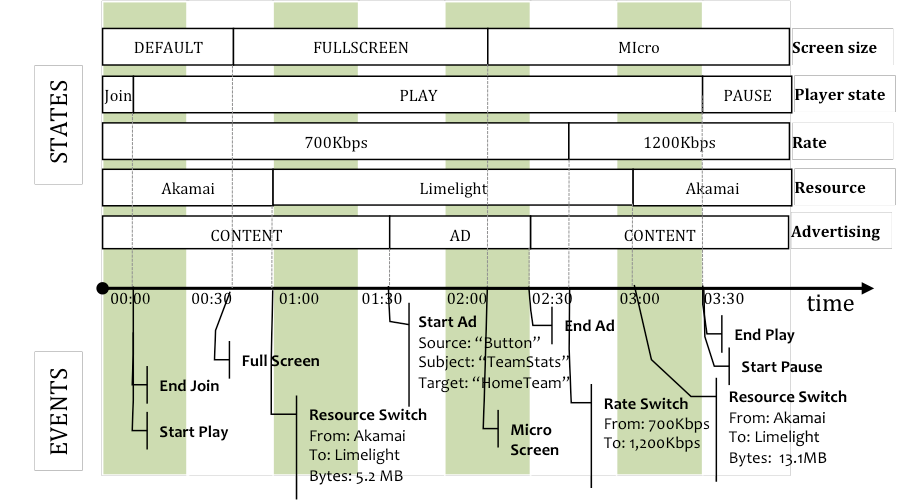 STATES
DEFAULT FULLSCREEN MIcro Screen size
Join PLAY PAUSE Player state
700Kbps 1200Kbps Rate
Akamai Limelight Akamai Resource
CONTENT AD CONTENT Advertising
00:00 00:30 01:00 01:30 02:00 02:30 03:00 03:30
time
EVENTS
End Join
Start Play
Full Screen
Resource Switch
From: Akamai
To: Limelight
Bytes: 5.2 MB
Start Ad
Source: “Button”
Subject: “TeamStats”
Target: “HomeTeam”
Micro
Screen
End Ad
Rate Switch
From: 700Kbps
To: 1,200Kbps
End Play
Start Pause
Resource Switch
From: Akamai
To: Limelight
Bytes: 13.1MB